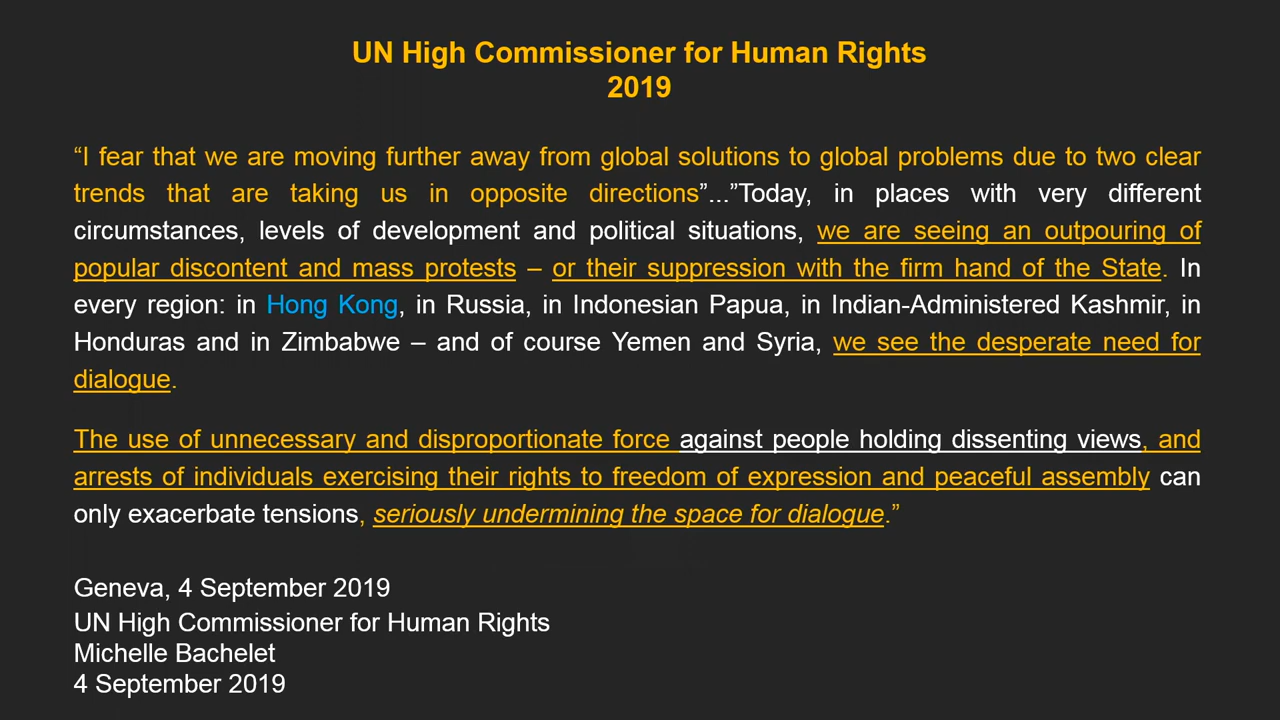 UN High Commissioner for Human Rights
2019
“I fear that we are moving further away from global solutions to global problems due to two clear
trends that are taking us in opposite directions”...”Today, in places with very different
circumstances, levels of development and political situations, we are seeing an outpouring of
popular discontent and mass protests – or their suppression with the firm hand of the State. In
every region: in Hong Kong, in Russia, in Indonesian Papua, in Indian-Administered Kashmir, in
Honduras and in Zimbabwe – and of course Yemen and Syria, we see the desperate need for
dialogue.
The use of unnecessary and disproportionate force against people holding dissenting views, and
arrests of individuals exercising their rights to freedom of expression and peaceful assembly can
only exacerbate tensions, seriously undermining the space for dialogue.”
Geneva, 4 September 2019
UN High Commissioner for Human Rights
Michelle Bachelet
4 September 2019